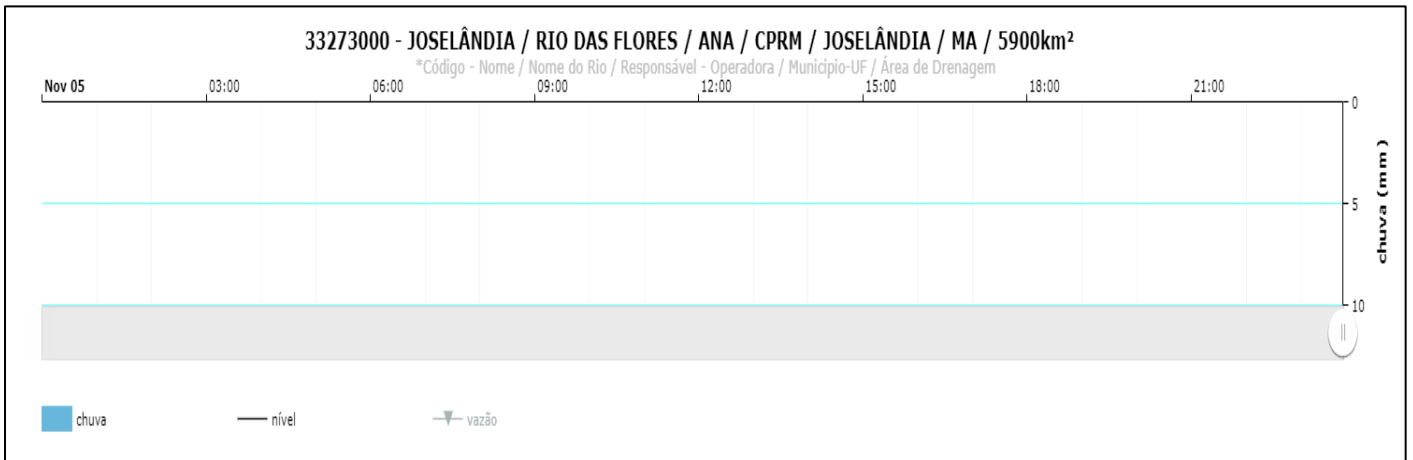 33273000 - JOSELÂNDIA / RIO DAS FLORES / ANA / CPRM / JOSELÂNDIA / MA / 5900km²
*Código - Nome / Nome do Rio / Responsável - Operadora / Municipio-UF / Área de Drenagem
Nov 05 03:00 06:00 09:00 12:00 15:00 18:00 21:00
0
5
10
chuva (mm)
chuva nível vazão